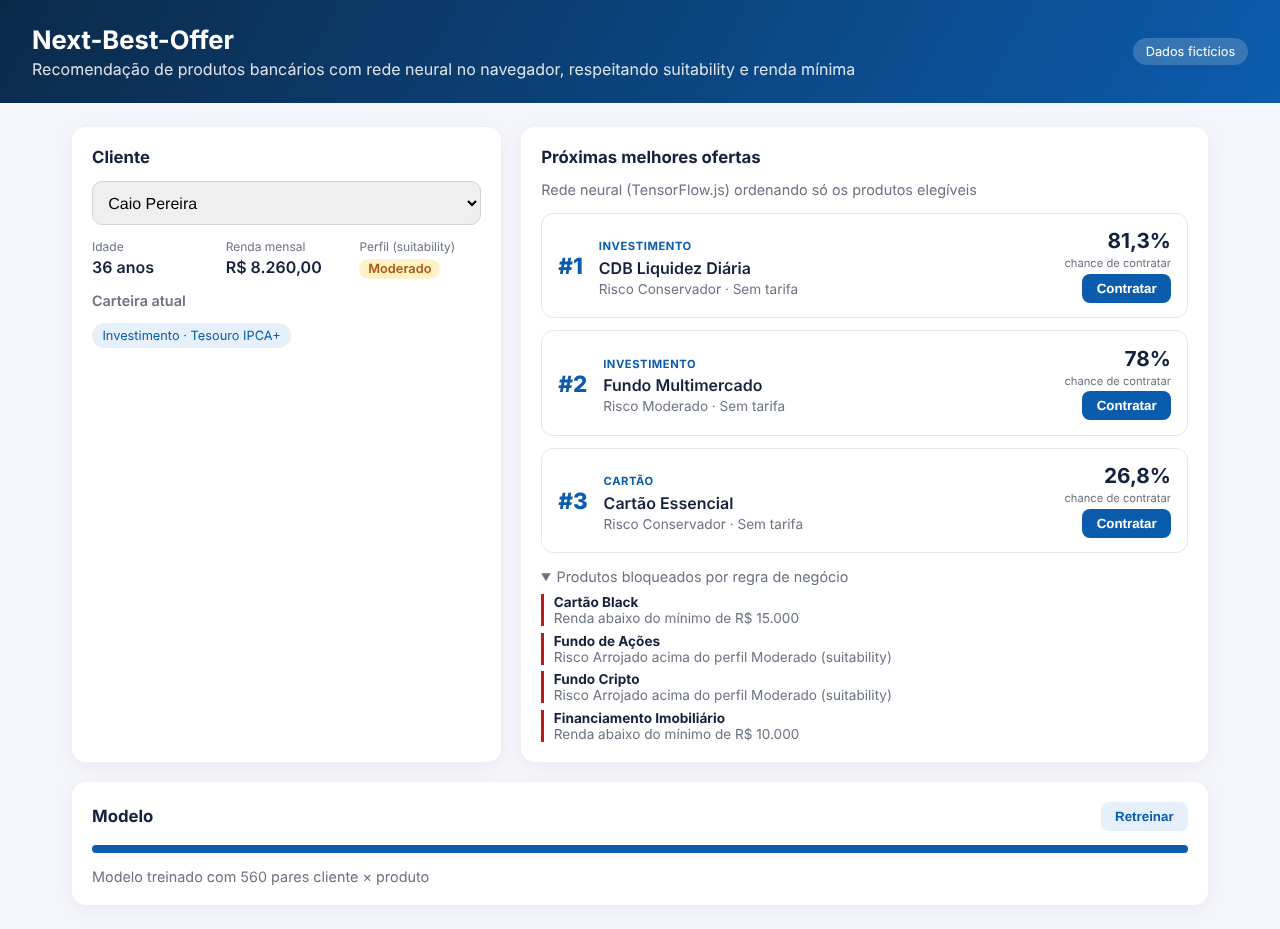 Next-Best-Offer
Recomendação de produtos bancários com rede neural no navegador, respeitando suitability e renda mínima
Dados fictícios
Cliente
Caio Pereira
Idade
36 anos
Renda mensal
R$ 8.260,00
Perfil (suitability)
Moderado
Carteira atual
Investimento · Tesouro IPCA+
Próximas melhores ofertas
Rede neural (TensorFlow.js) ordenando só os produtos elegíveis
#1
INVESTIMENTO
CDB Liquidez Diária
Risco Conservador · Sem tarifa
81,3%
chance de contratar
Contratar
#2
INVESTIMENTO
Fundo Multimercado
Risco Moderado · Sem tarifa
78%
chance de contratar
Contratar
#3
CARTÃO
Cartão Essencial
Risco Conservador · Sem tarifa
26,8%
chance de contratar
Contratar
▼ Produtos bloqueados por regra de negócio
Cartão Black
Renda abaixo do mínimo de R$ 15.000
Fundo de Ações
Risco Arrojado acima do perfil Moderado (suitability)
Fundo Cripto
Risco Arrojado acima do perfil Moderado (suitability)
Financiamento Imobiliário
Renda abaixo do mínimo de R$ 10.000
Modelo
Retreinar
Modelo treinado com 560 pares cliente × produto